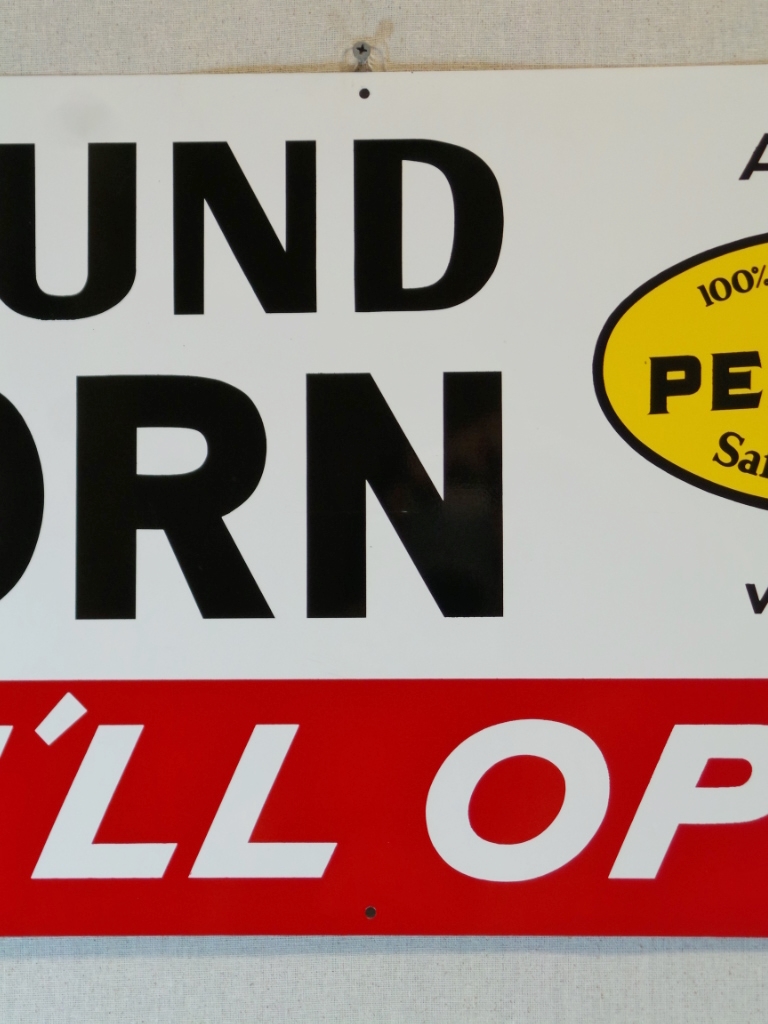 UND
ORN
'LL OP
A
100%
PE
Sa